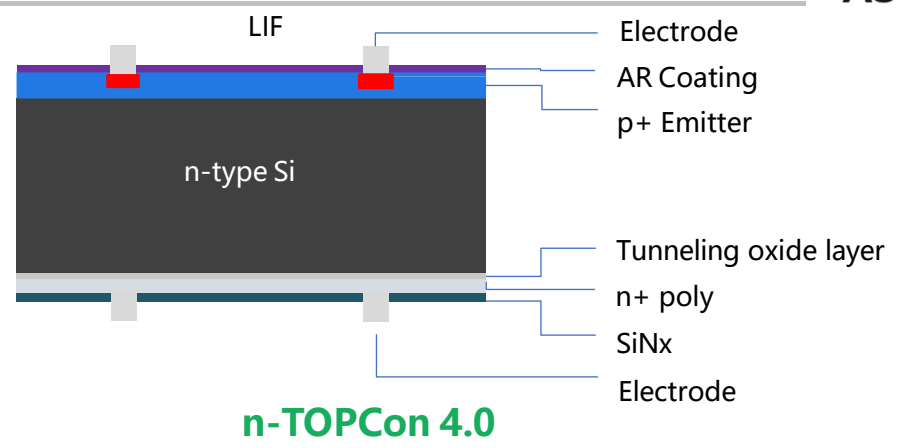 LIF
Electrode
AR Coating
p+ Emitter
n-type Si
Tunneling oxide layer
n+ poly
SiNx
Electrode
n-TOPCon 4.0